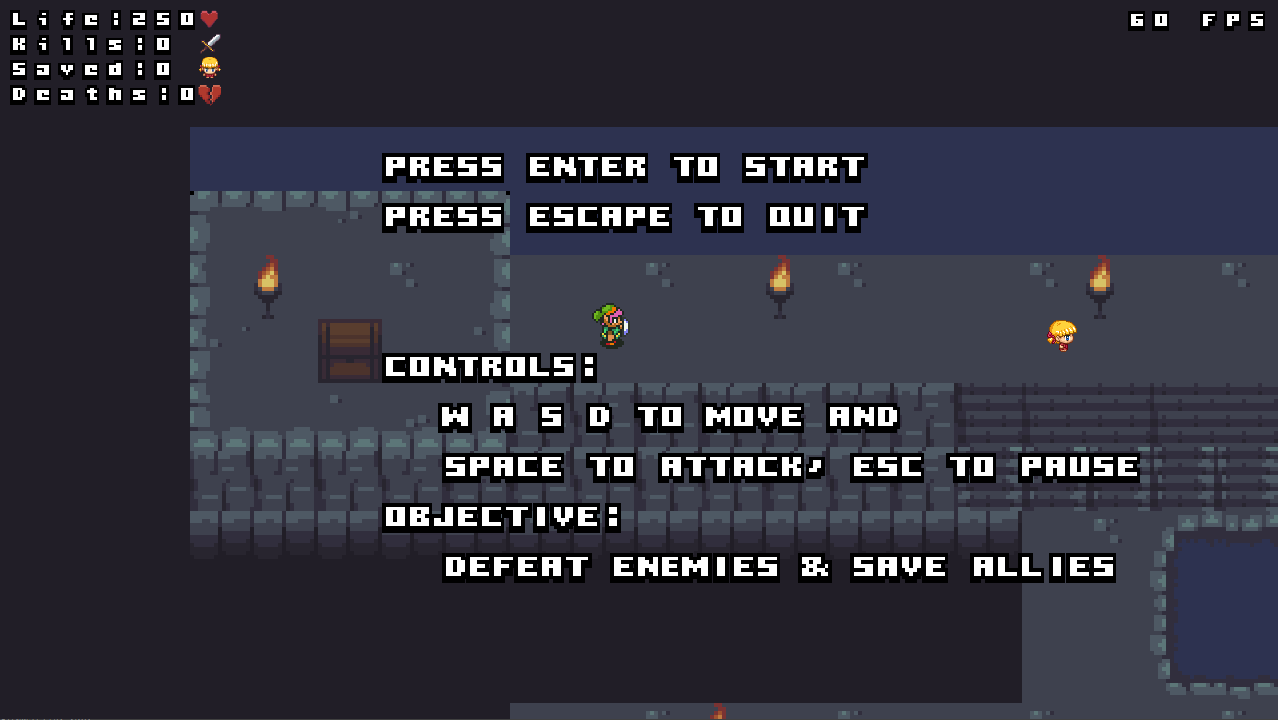 Life:250
Kills:0
Saved:0
Deaths:0
60 FPS
PRESS ENTER TO START
PRESS ESCAPE TO QUIT
CONTROLS:
W A S D TO MOVE AND
SPACE TO ATTACK, ESC TO PAUSE
OBJECTIVE:
DEFEAT ENEMIES & SAVE ALLIES